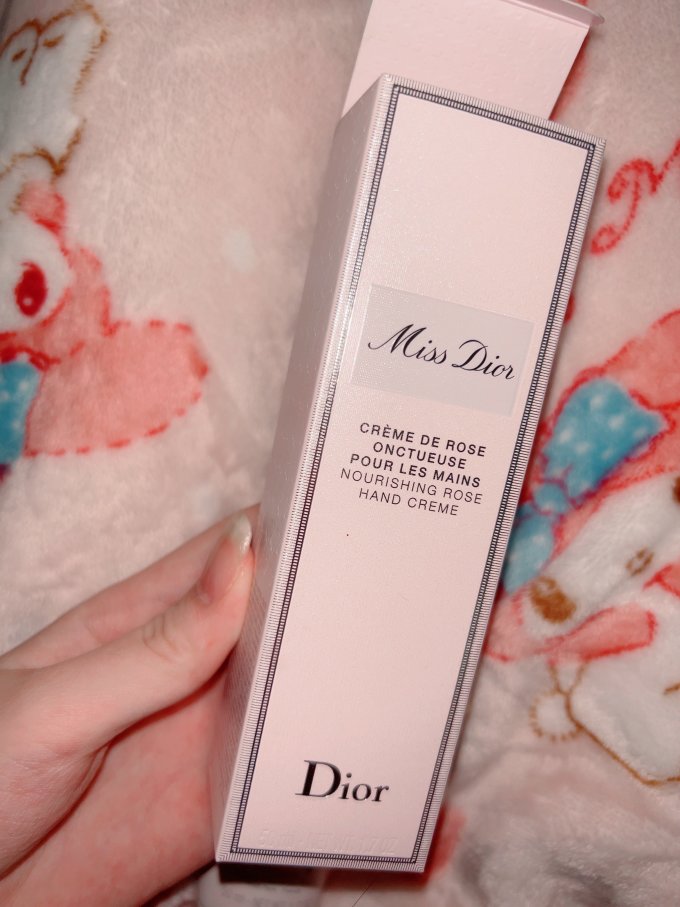 Miss Dior
CRÈME DE ROSE
ONCTUEUSE
POUR LES MAINS
NOURISHING ROSE
HAND CREME
Dior